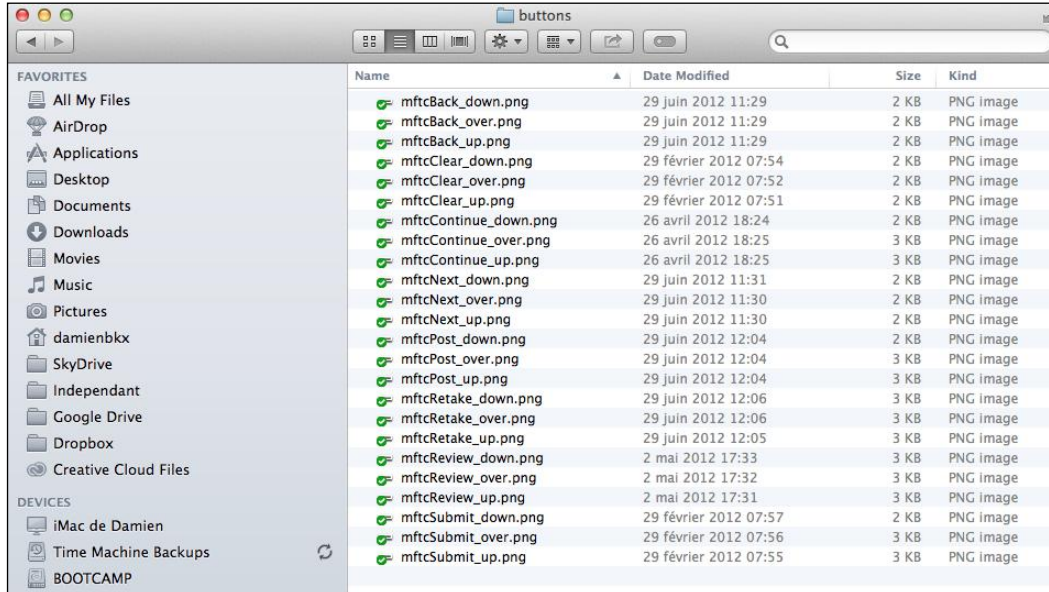 buttons
FAVORITES
All My Files
AirDrop
Applications
Desktop
Documents
Downloads
Movies
Music
Pictures
damienbkx
SkyDrive
Independant
Google Drive
Dropbox
Creative Cloud Files
DEVICES
iMac de Damien
Time Machine Backups
BOOTCAMP
Name Date Modified Size Kind
mftcBack_down.png 29 juin 2012 11:29 2 KB PNG image
mftcBack_over.png 29 juin 2012 11:29 2 KB PNG image
mftcBack_up.png 29 juin 2012 11:29 2 KB PNG image
mftcClear_down.png 29 février 2012 07:54 2 KB PNG image
mftcClear_over.png 29 février 2012 07:52 2 KB PNG image
mftcClear_up.png 29 février 2012 07:51 2 KB PNG image
mftcContinue_down.png 26 avril 2012 18:24 2 KB PNG image
mftcContinue_over.png 26 avril 2012 18:25 3 KB PNG image
mftcContinue_up.png 26 avril 2012 18:25 3 KB PNG image
mftcNext_down.png 29 juin 2012 11:31 2 KB PNG image
mftcNext_over.png 29 juin 2012 11:30 2 KB PNG image
mftcNext_up.png 29 juin 2012 11:30 2 KB PNG image
mftcPost_down.png 29 juin 2012 12:04 2 KB PNG image
mftcPost_over.png 29 juin 2012 12:04 3 KB PNG image
mftcPost_up.png 29 juin 2012 12:04 3 KB PNG image
mftcRetake_down.png 29 juin 2012 12:06 3 KB PNG image
mftcRetake_over.png 29 juin 2012 12:06 3 KB PNG image
mftcRetake_up.png 29 juin 2012 12:05 3 KB PNG image
mftcReview_down.png 2 mai 2012 17:33 2 KB PNG image
mftcReview_over.png 2 mai 2012 17:32 3 KB PNG image
mftcReview_up.png 2 mai 2012 17:31 3 KB PNG image
mftcSubmit_down.png 29 février 2012 07:57 2 KB PNG image
mftcSubmit_over.png 29 février 2012 07:56 3 KB PNG image
mftcSubmit_up.png 29 février 2012 07:55 3 KB PNG image